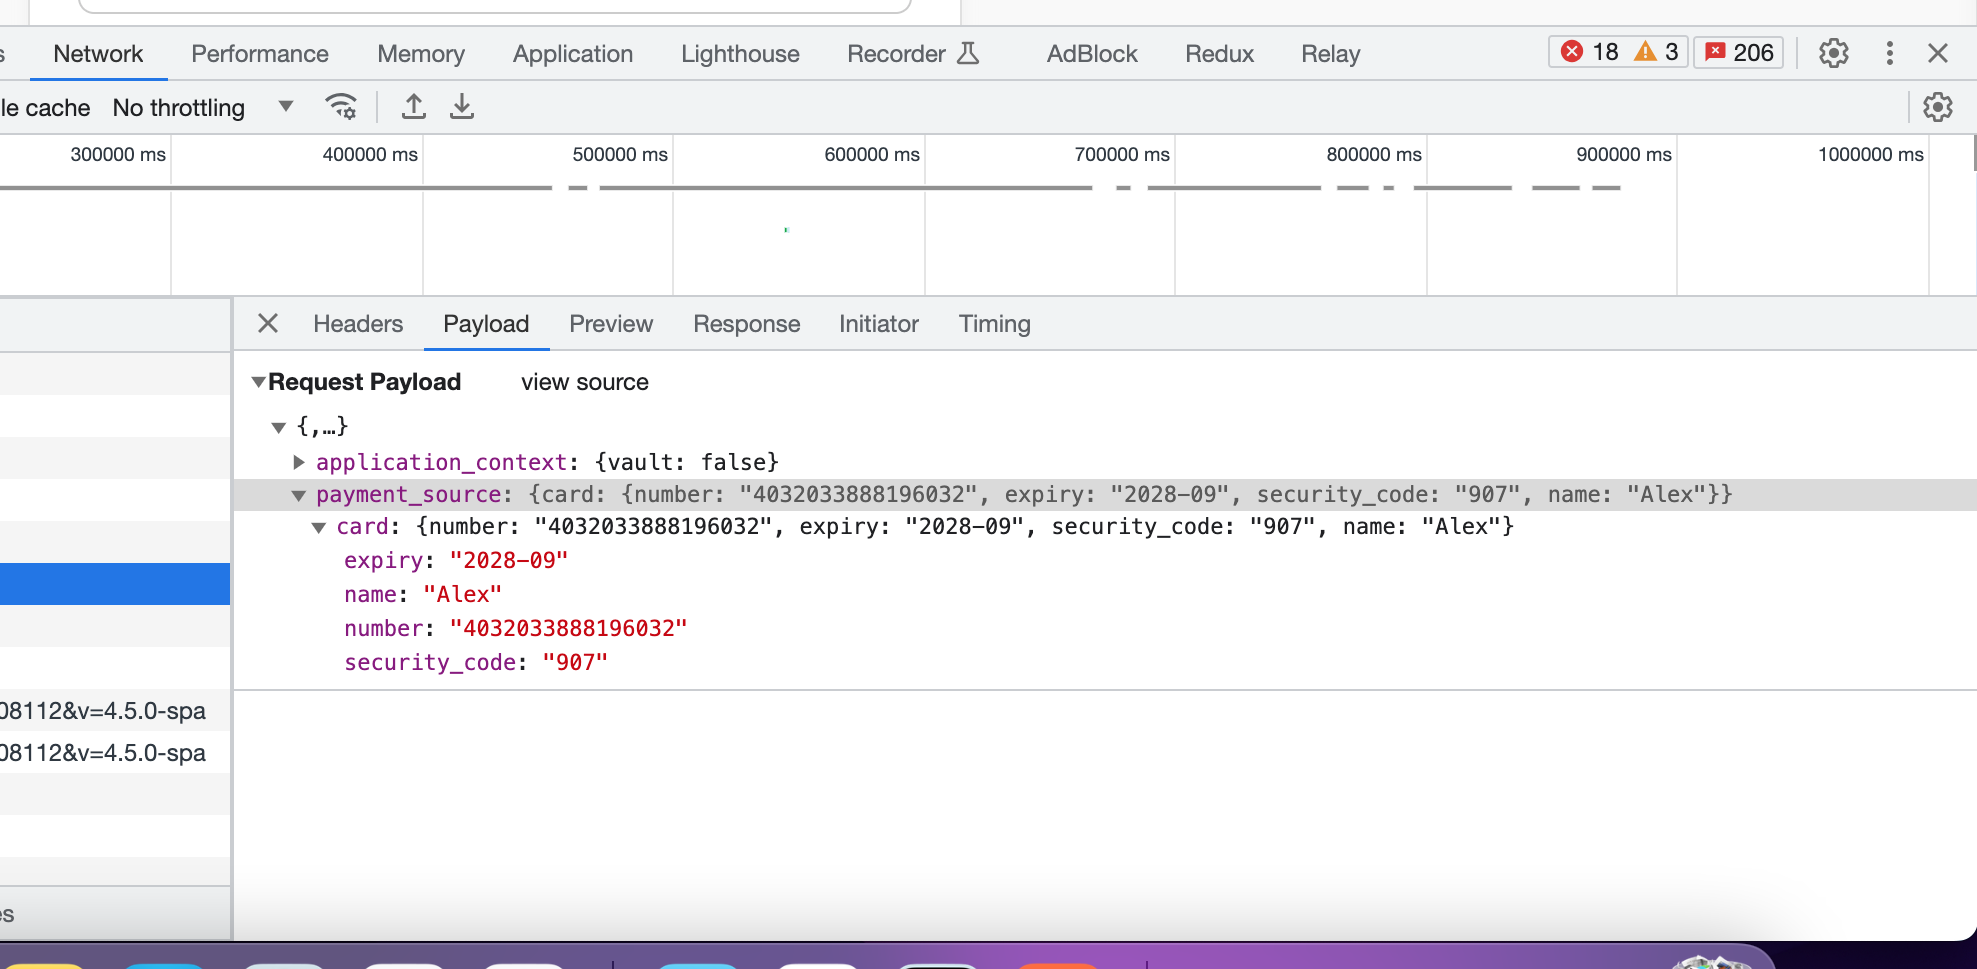 s Network Performance Memory Application Lighthouse Recorder AdBlock Redux Relay 18 3 206
le cache No throttling
300000 ms 400000 ms 500000 ms 600000 ms 700000 ms 800000 ms 900000 ms 1000000 ms
Headers Payload Preview Response Initiator Timing
Request Payload view source
{,…}
application_context: {vault: false}
payment_source: {card: {number: "4032033888196032", expiry: "2028-09", security_code: "907", name: "Alex"}}
card: {number: "4032033888196032", expiry: "2028-09", security_code: "907", name: "Alex"}
expiry: "2028-09"
name: "Alex"
number: "4032033888196032"
security_code: "907"
08112&v=4.5.0-spa
08112&v=4.5.0-spa
es